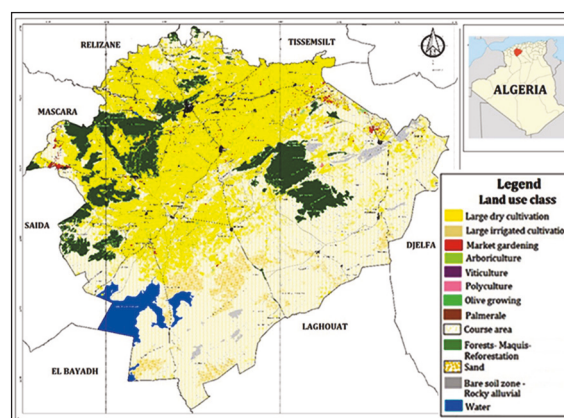 RELIZANE
TISSEMSILT
MASCARA
SAIDA
EL BAYADH
LAGHOUAT
DJELFA
ALGERIA
Legend
Land use class
Large dry cultivation
Large irrigated cultivatio
Market gardening
Arboriculture
Viticulture
Polyculture
Olive growing
Palmerale
Course area
Forests- Maquis-
Reforestation
Sand
Bare soil zone -
Rocky alluvial
Water